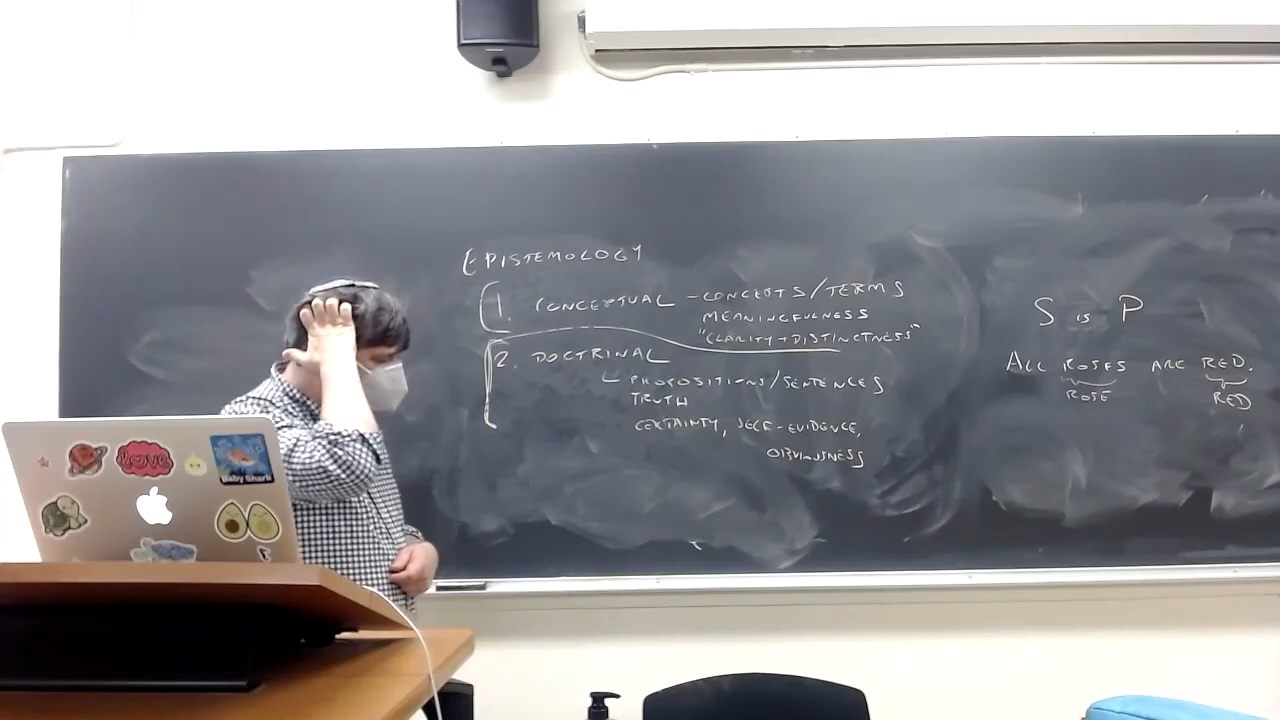 EPISTEMOLOGY
1. CONCEPTUAL - CONCEPTS/TERMS
MEANINGFULNESS
"CLARITY + DISTINCTNESS"
2. DOCTRINAL
PROPOSITIONS/SENTENCES
TRUTH
CERTAINTY, SELF-EVIDENCE,
OBVIOUSNESS
S is P
ALL ROSES ARE RED.
ROSE RED
love
Baby Shark